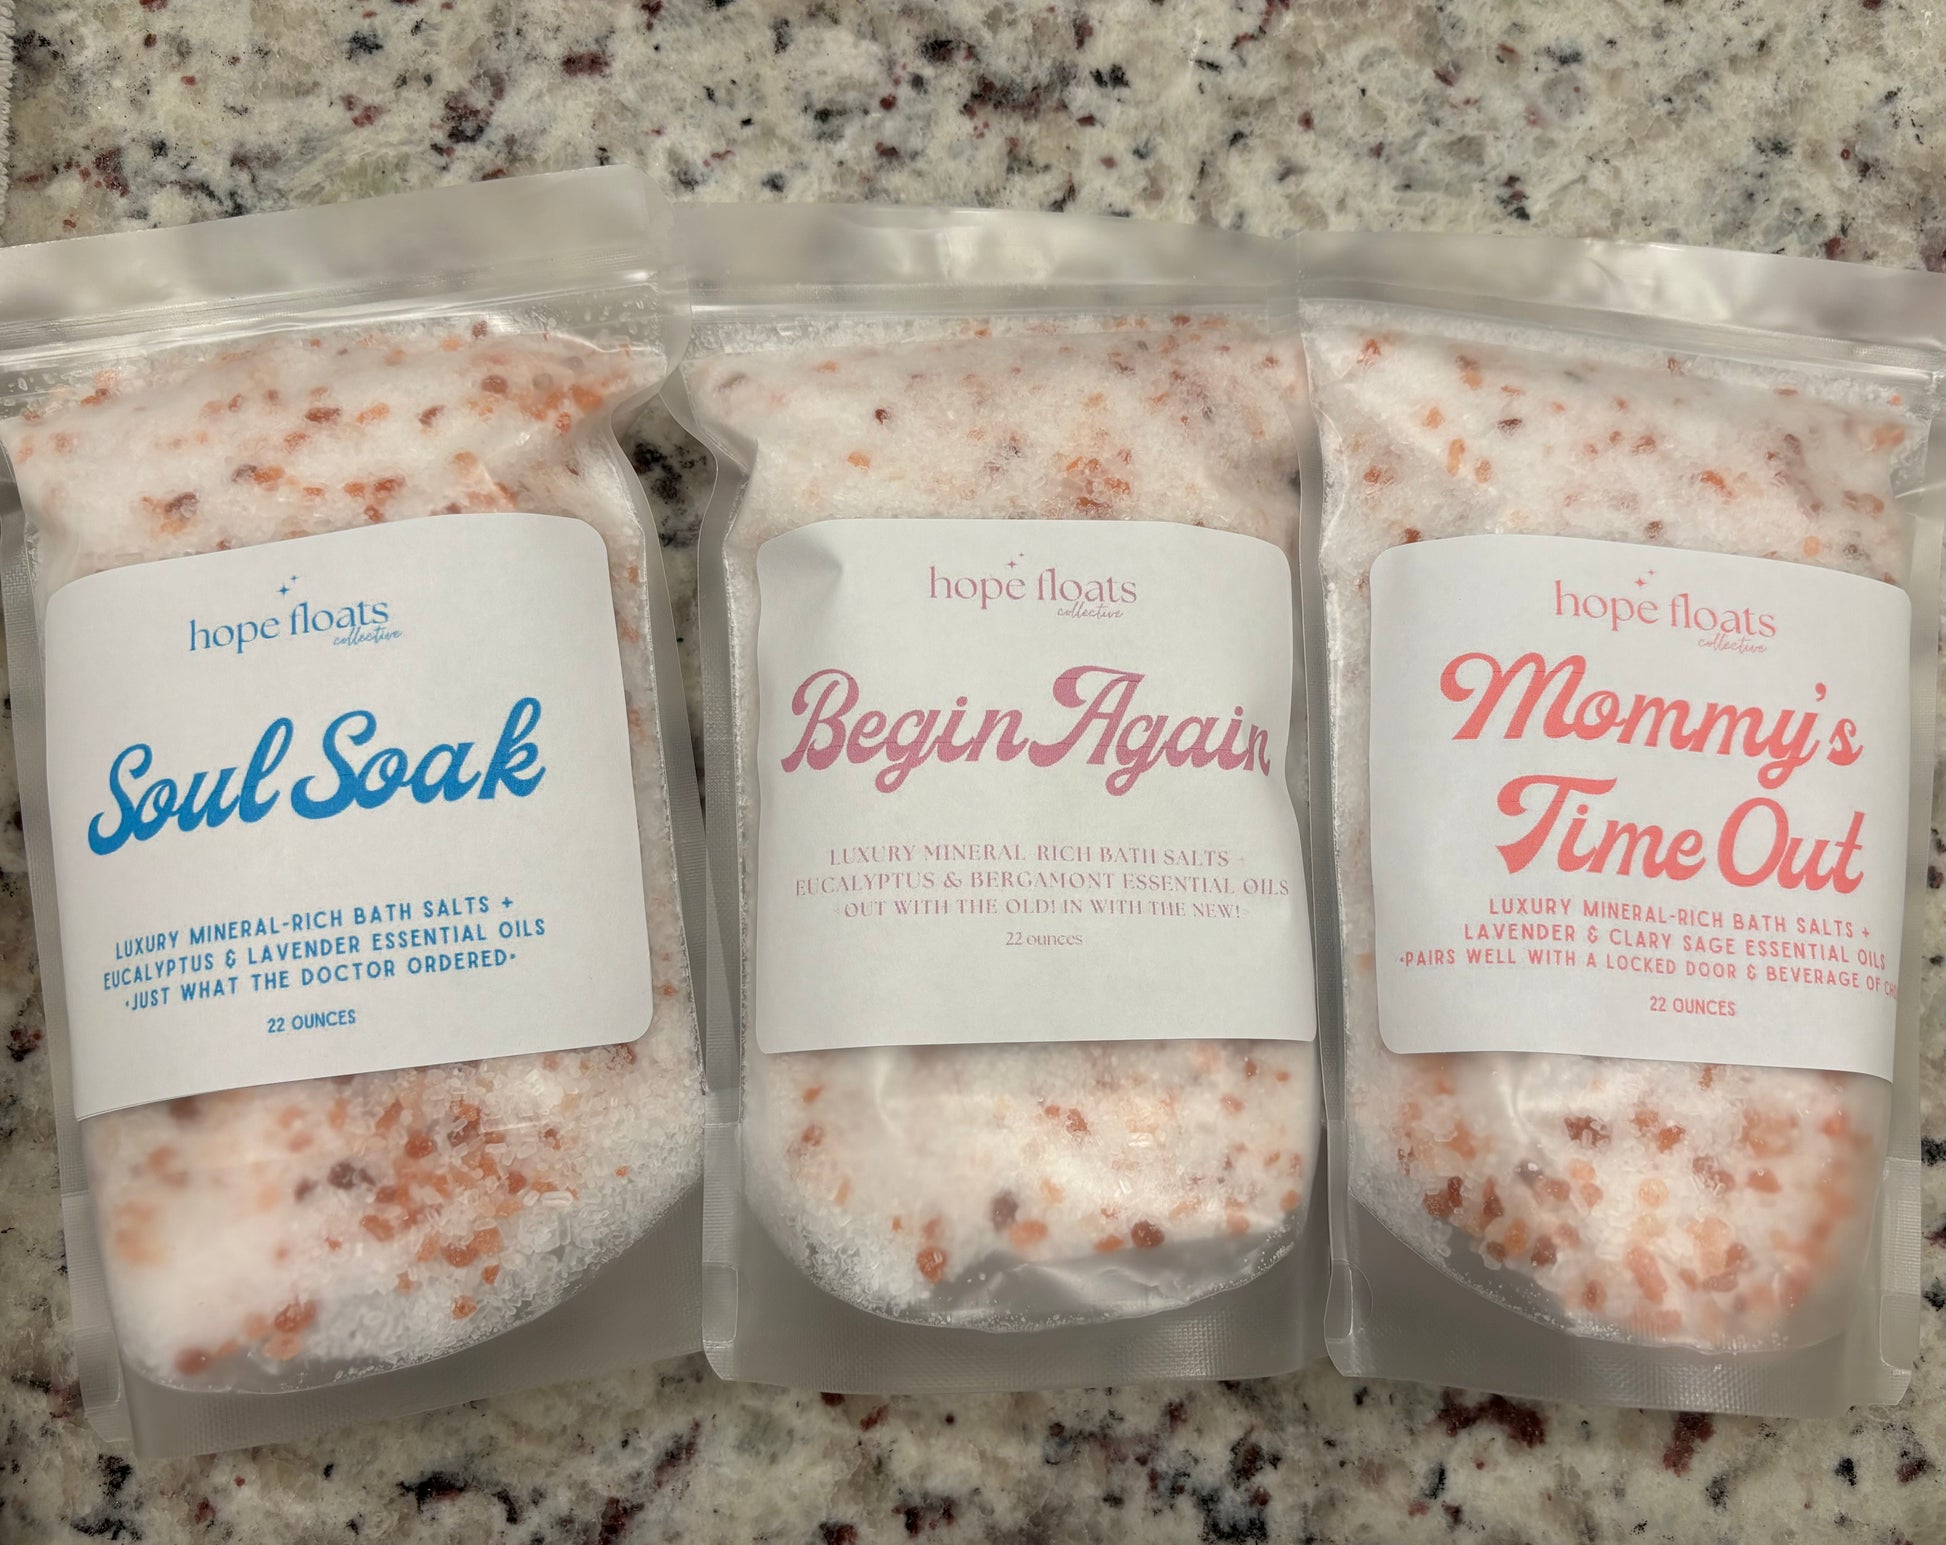 hope floats
collective
Soul Soak
LUXURY MINERAL-RICH BATH SALTS +
EUCALYPTUS & LAVENDER ESSENTIAL OILS
•JUST WHAT THE DOCTOR ORDERED•
22 OUNCES
hope floats
collective
Begin Again
LUXURY MINERAL-RICH BATH SALTS +
EUCALYPTUS & BERGAMONT ESSENTIAL OILS
•OUT WITH THE OLD! IN WITH THE NEW!•
22 ounces
hope floats
collective
Mommy's
Time Out
LUXURY MINERAL-RICH BATH SALTS +
LAVENDER & CLARY SAGE ESSENTIAL OILS
•PAIRS WELL WITH A LOCKED DOOR & BEVERAGE OF
22 OUNCES